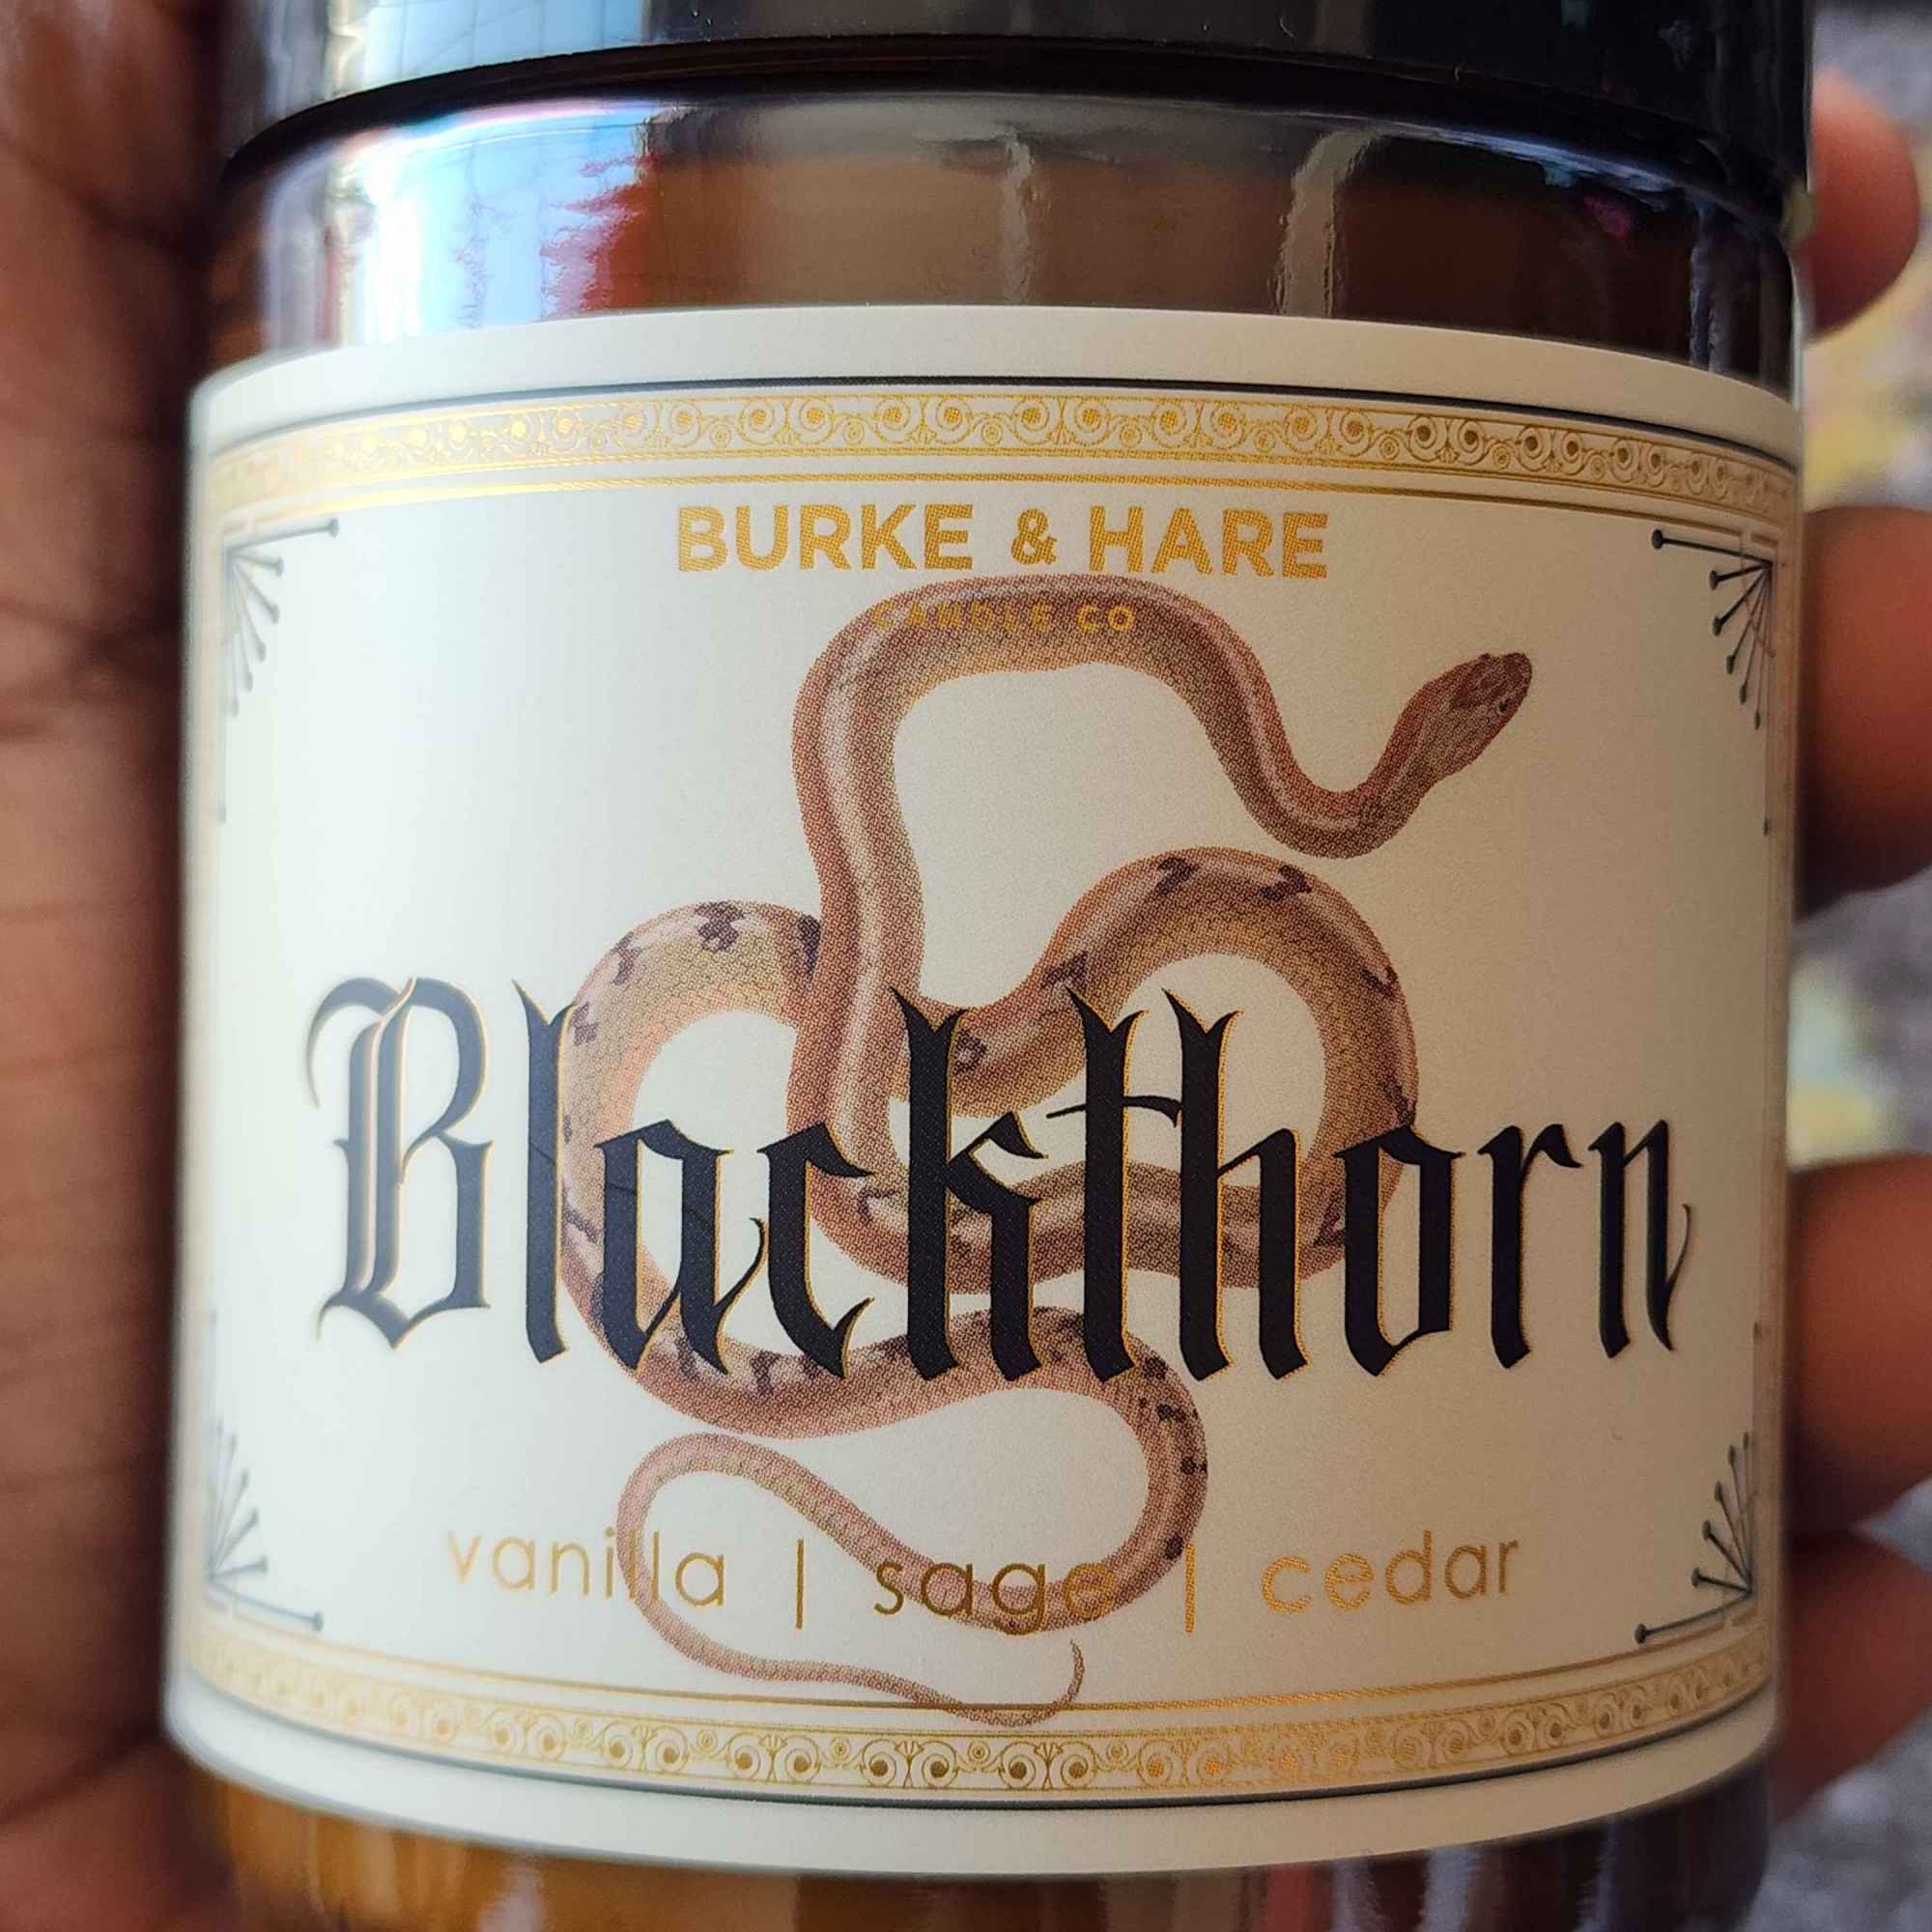 BURKE & HARE
CANDLE CO
Blackthorn
vanilla | sage | cedar